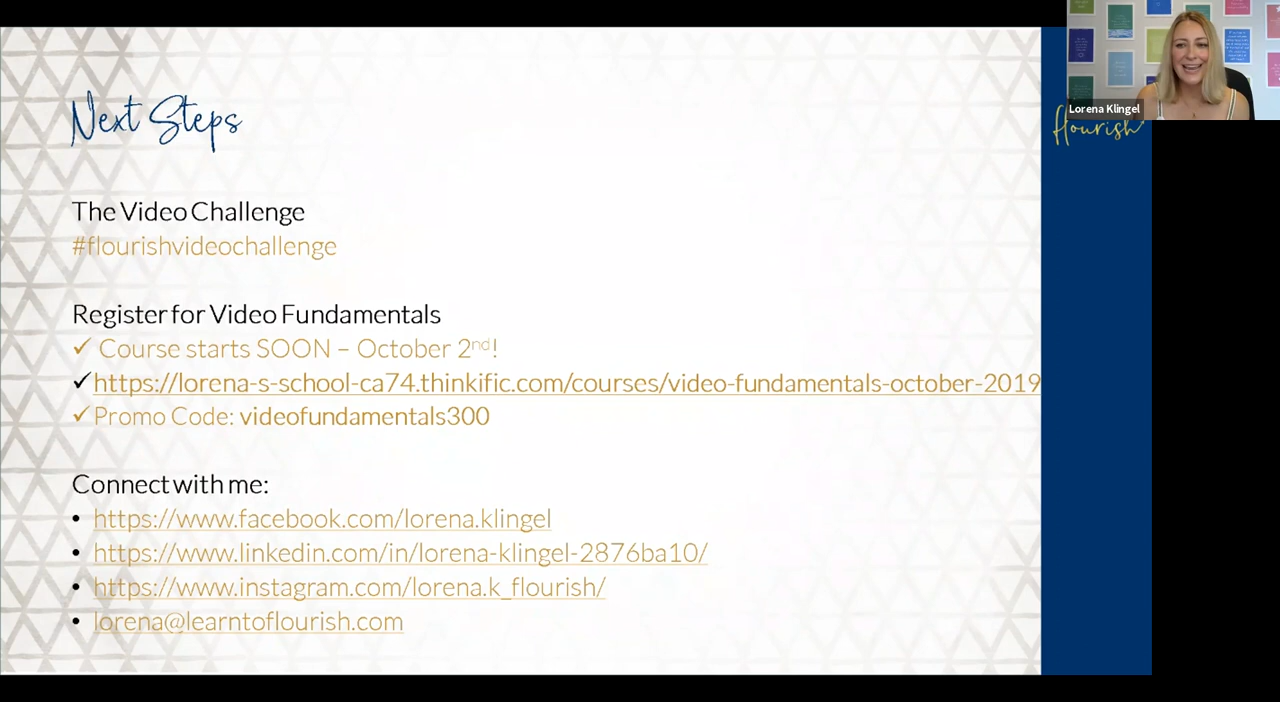 Next Steps
Lorena Klingel
flourish
The Video Challenge
#flourishvideochallenge
Register for Video Fundamentals
✓ Course starts SOON – October 2nd!
✓https://lorena-s-school-ca74.thinkific.com/courses/video-fundamentals-october-2019
✓Promo Code: videofundamentals300
Connect with me:
• https://www.facebook.com/lorena.klingel
• https://www.linkedin.com/in/lorena-klingel-2876ba10/
• https://www.instagram.com/lorena.k_flourish/
• lorena@learntoflourish.com